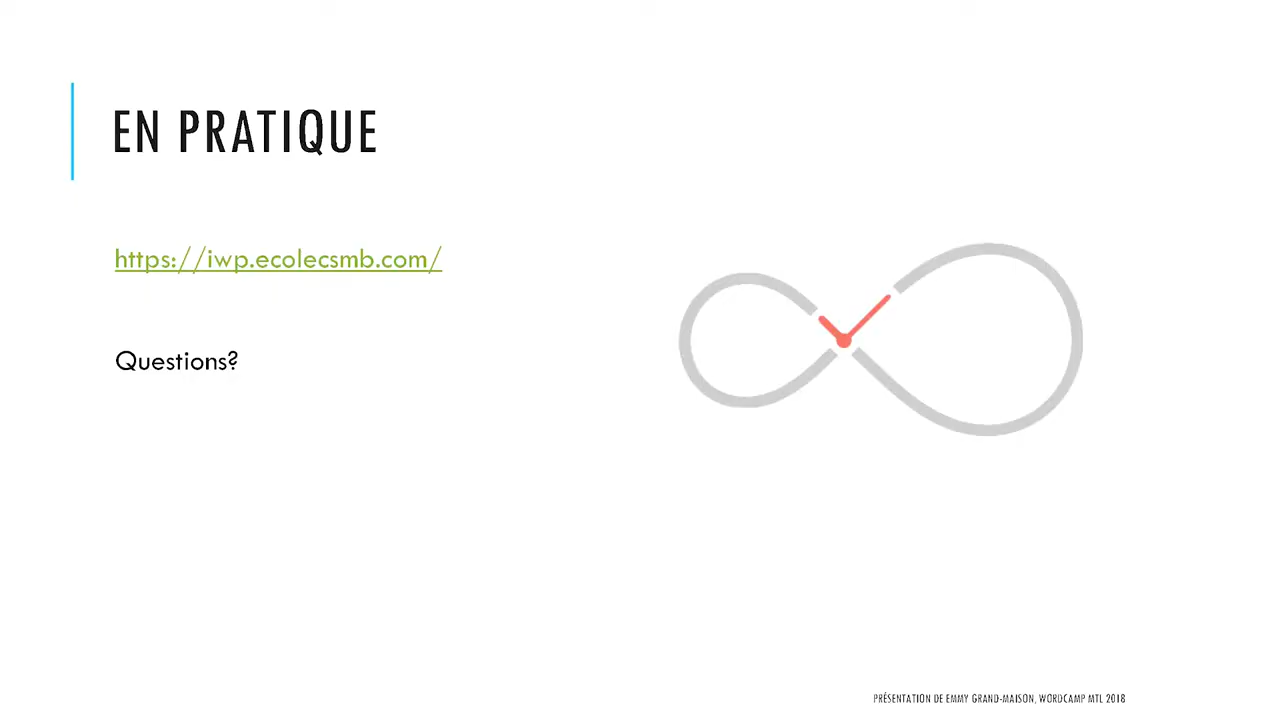 EN PRATIQUE
https://iwp.ecolecsmb.com/
Questions?
PRÉSENTATION DE EMMY GRAND-MAISON, WORDCAMP MTL 2018